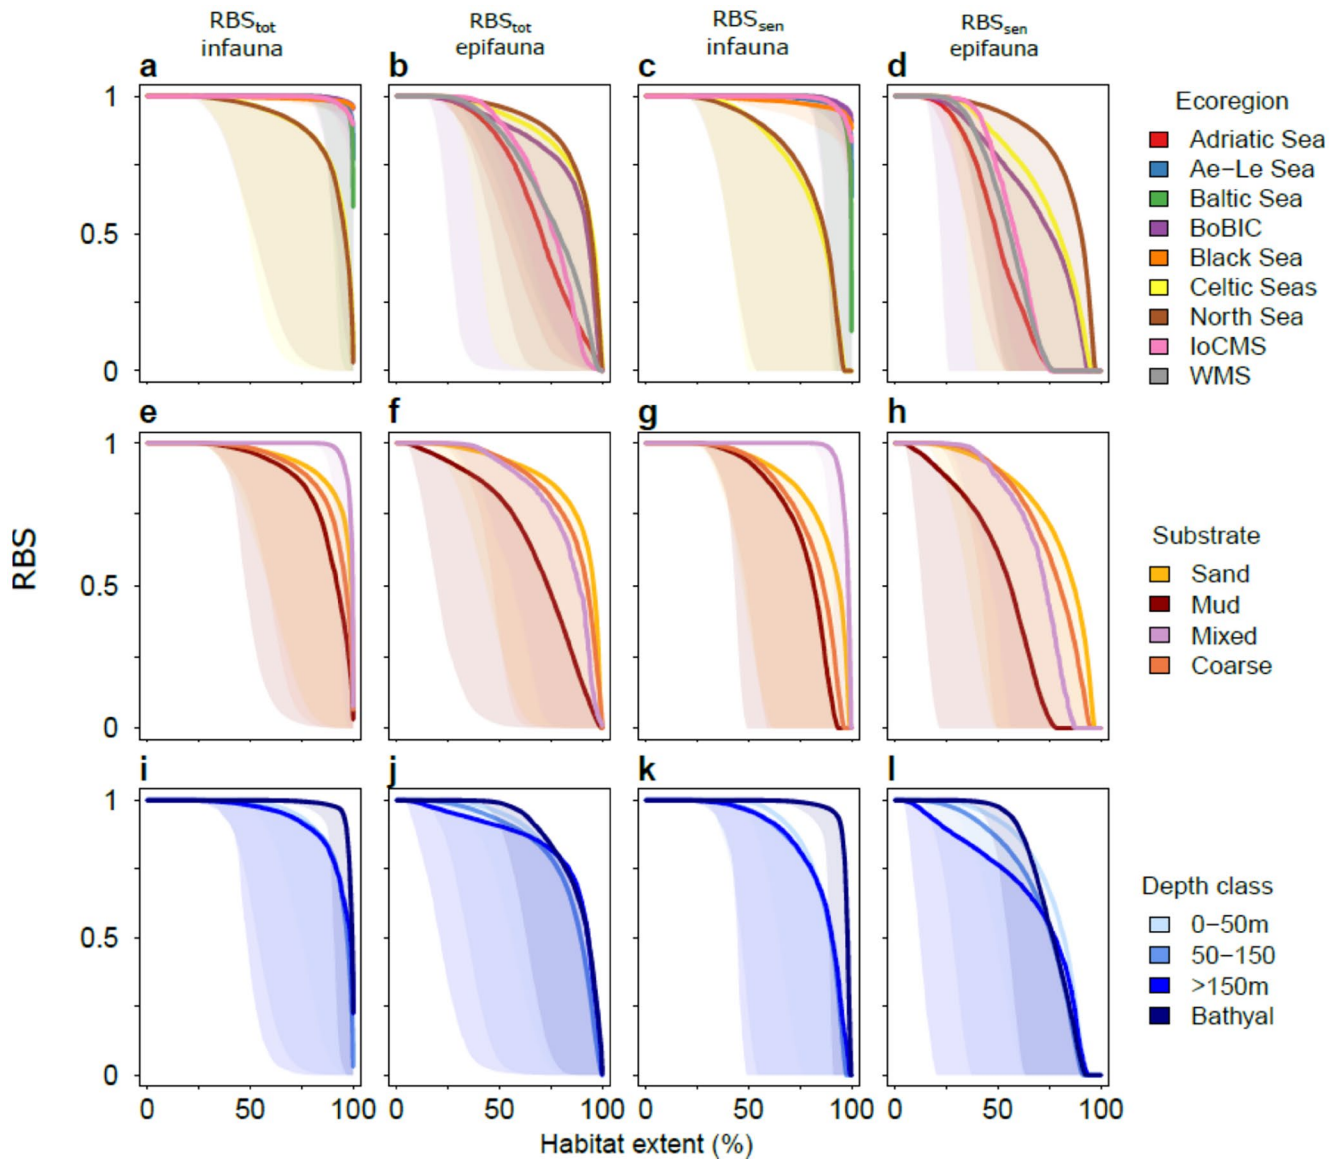 RBStot
infauna
RBStot
epifauna
RBSsen
infauna
RBSsen
epifauna
a
b
c
d
1
0.5
0
Ecoregion
Adriatic Sea
Ae-Le Sea
Baltic Sea
BoBIC
Black Sea
Celtic Seas
North Sea
IoCMS
WMS
e
f
g
h
1
0.5
0
RBS
Substrate
Sand
Mud
Mixed
Coarse
i
j
k
l
1
0.5
0
Depth class
0-50m
50-150
>150m
Bathyal
0 50 100 0 50 100 0 50 100 0 50 100
Habitat extent (%)